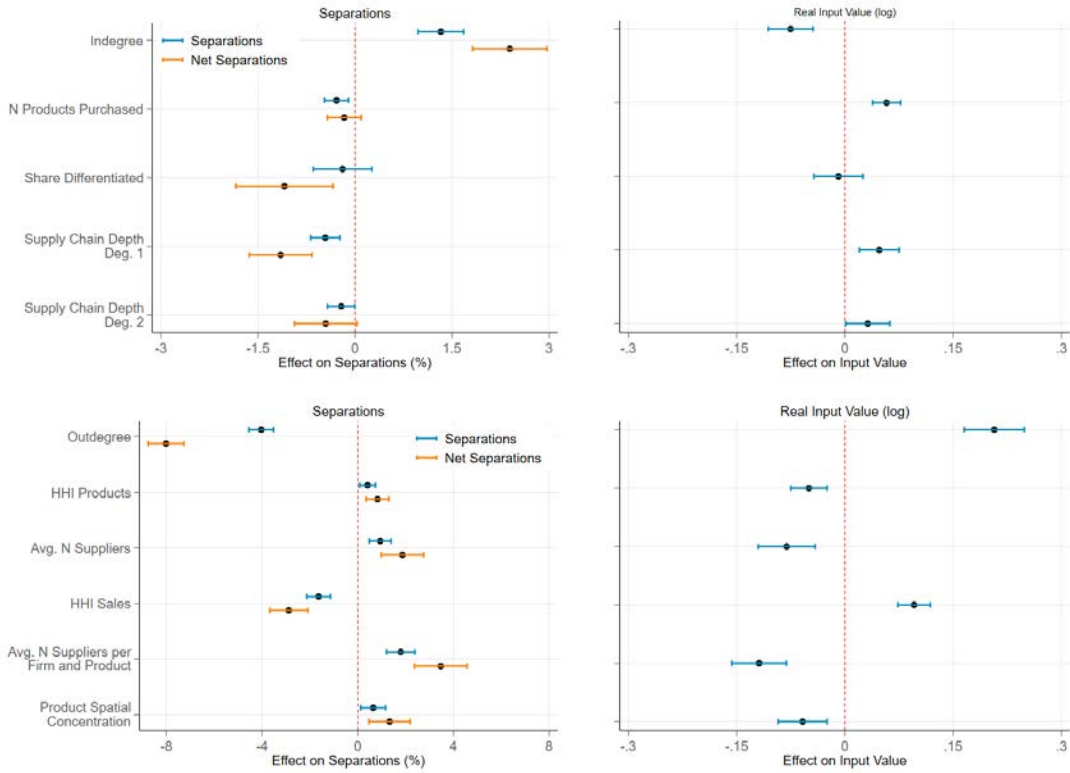 Separations
Indegree
Separations
Net Separations
N Products Purchased
Share Differentiated
Supply Chain Depth
Deg. 1
Supply Chain Depth
Deg. 2
-3 -1.5 0 1.5 3
Effect on Separations (%)
Real Input Value (log)
-.3 -.15 0 .15 .3
Effect on Input Value
Separations
Outdegree
Separations
Net Separations
HHI Products
Avg. N Suppliers
HHI Sales
Avg. N Suppliers per
Firm and Product
Product Spatial
Concentration
-8 -4 0 4 8
Effect on Separations (%)
Real Input Value (log)
-.3 -.15 0 .15 .3
Effect on Input Value